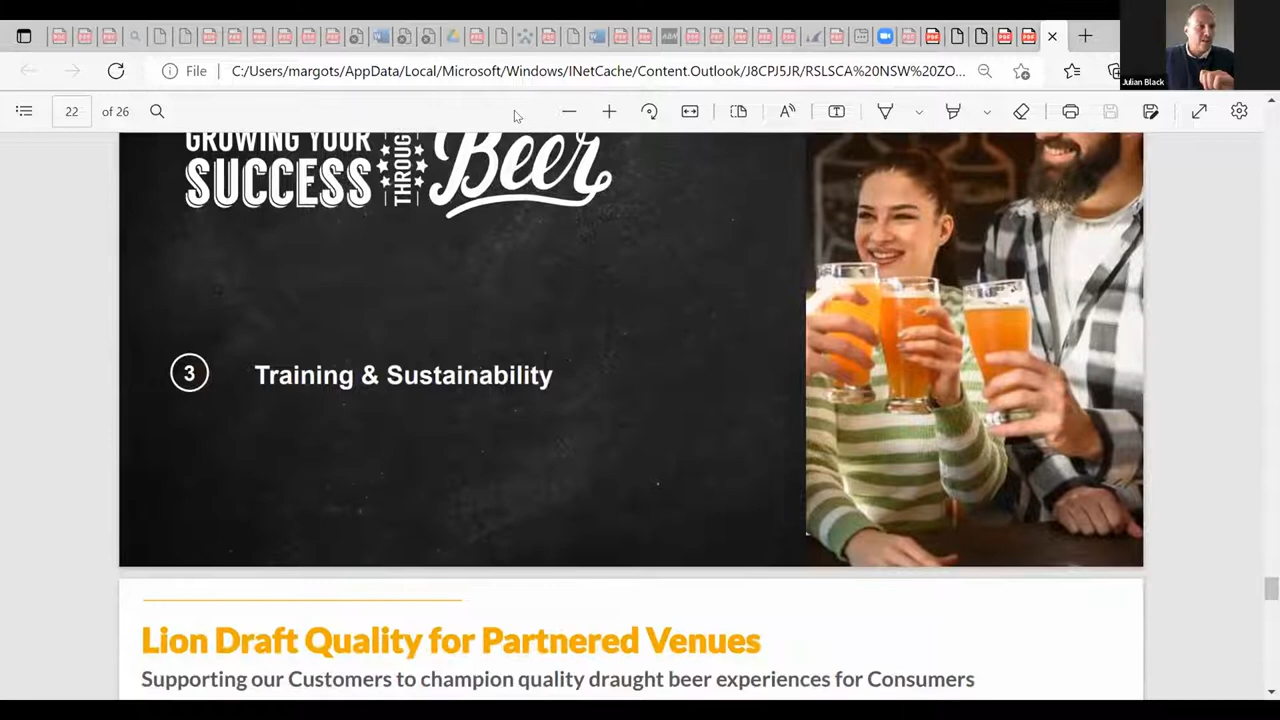 File
C:/Users/margots/AppData/Local/Microsoft/Windows/INetCache/Content.Outlook/J8CPJ5JR/RSLSCA%20NSW%20ZO...
Julian Black
22 of 26
GROWING YOUR
SUCCESS
THROUGH
Beer
3 Training & Sustainability
Lion Draft Quality for Partnered Venues
Supporting our Customers to champion quality draught beer experiences for Consumers